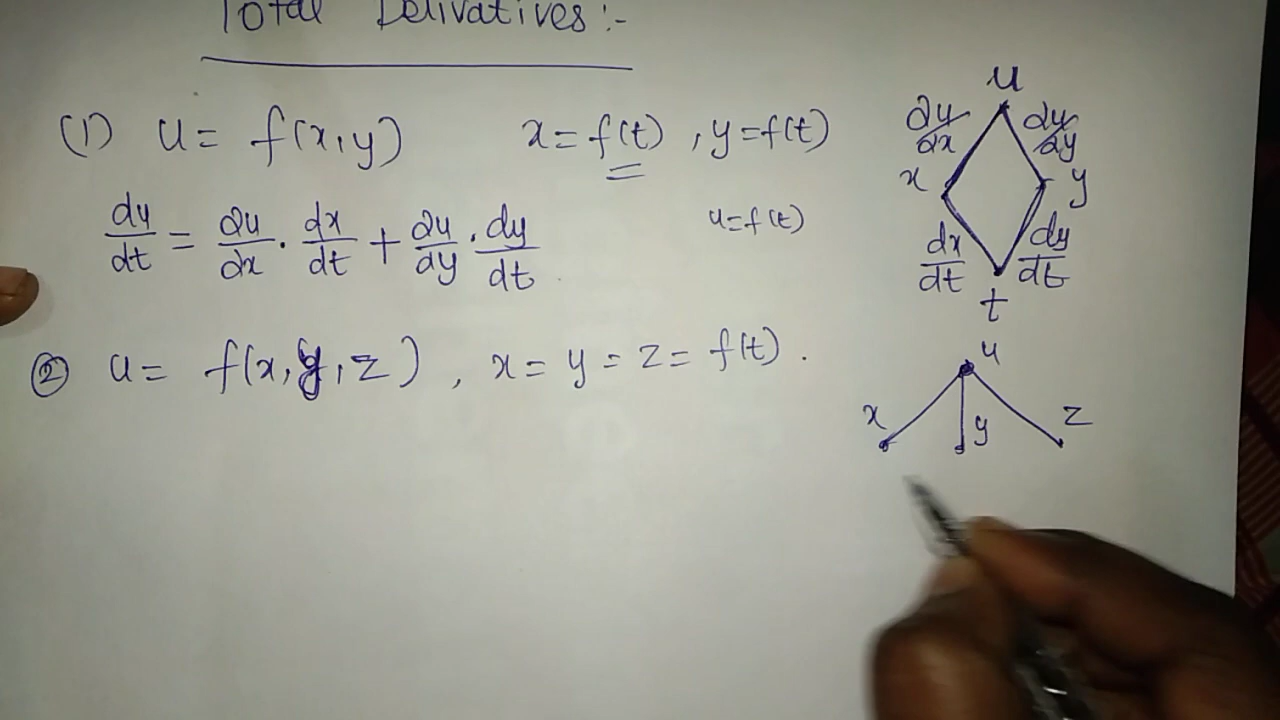 Total Derivatives :-
(1) u = f(x,y) x = f(t) , y = f(t)
du/dt = ∂u/∂x . dx/dt + ∂u/∂y . dy/dt
u = f(t)
② u = f(x, y, z) , x = y = z = f(t) .
u
∂u/∂x ∂u/∂y
x y
dx/dt dy/dt
t
u
x y z